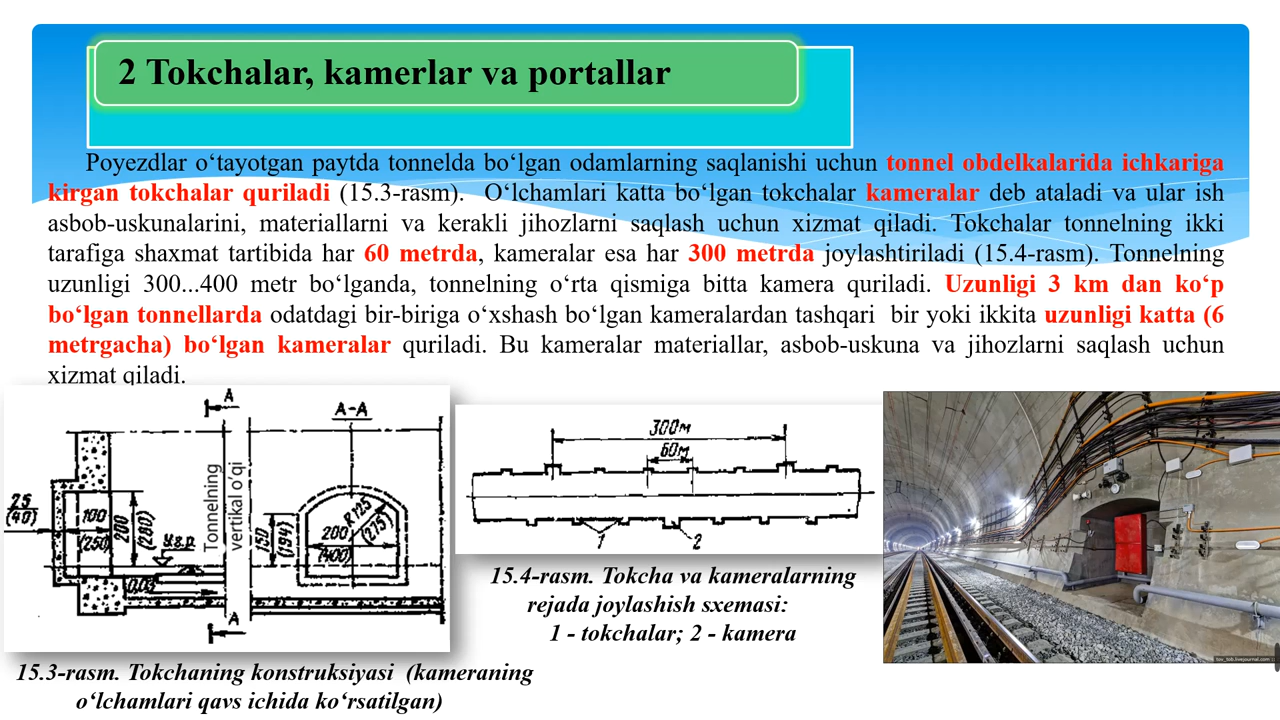 2 Tokchalar, kamerlar va portallar
Poyezdlar o‘tayotgan paytda tonnelda bo‘lgan odamlarning saqlanishi uchun tonnel obdelkalarida ichkariga
kirgan tokchalar quriladi (15.3-rasm). O‘lchamlari katta bo‘lgan tokchalar kameralar deb ataladi va ular ish
asbob-uskunalarini, materiallarni va kerakli jihozlarni saqlash uchun xizmat qiladi. Tokchalar tonnelning ikki
tarafiga shaxmat tartibida har 60 metrda, kameralar esa har 300 metrda joylashtiriladi (15.4-rasm). Tonnelning
uzunligi 300...400 metr bo‘lganda, tonnelning o‘rta qismiga bitta kamera quriladi. Uzunligi 3 km dan ko‘p
bo‘lgan tonnellarda odatdagi bir-biriga o‘xshash bo‘lgan kameralardan tashqari bir yoki ikkita uzunligi katta (6
metrgacha) bo‘lgan kameralar quriladi. Bu kameralar materiallar, asbob-uskuna va jihozlarni saqlash uchun
xizmat qiladi.
A
A-A
75
(40)
100
(250)
200
(280)
У.г.р.
0,03
Tonnelning
vertikal o‘qi
150
(194)
200
(400)
R 125
(275)
A
300м
60м
1
2
15.3-rasm. Tokchaning konstruksiyasi (kameraning
o‘lchamlari qavs ichida ko‘rsatilgan)
15.4-rasm. Tokcha va kameralarning
rejada joylashish sxemasi:
1 - tokchalar; 2 - kamera